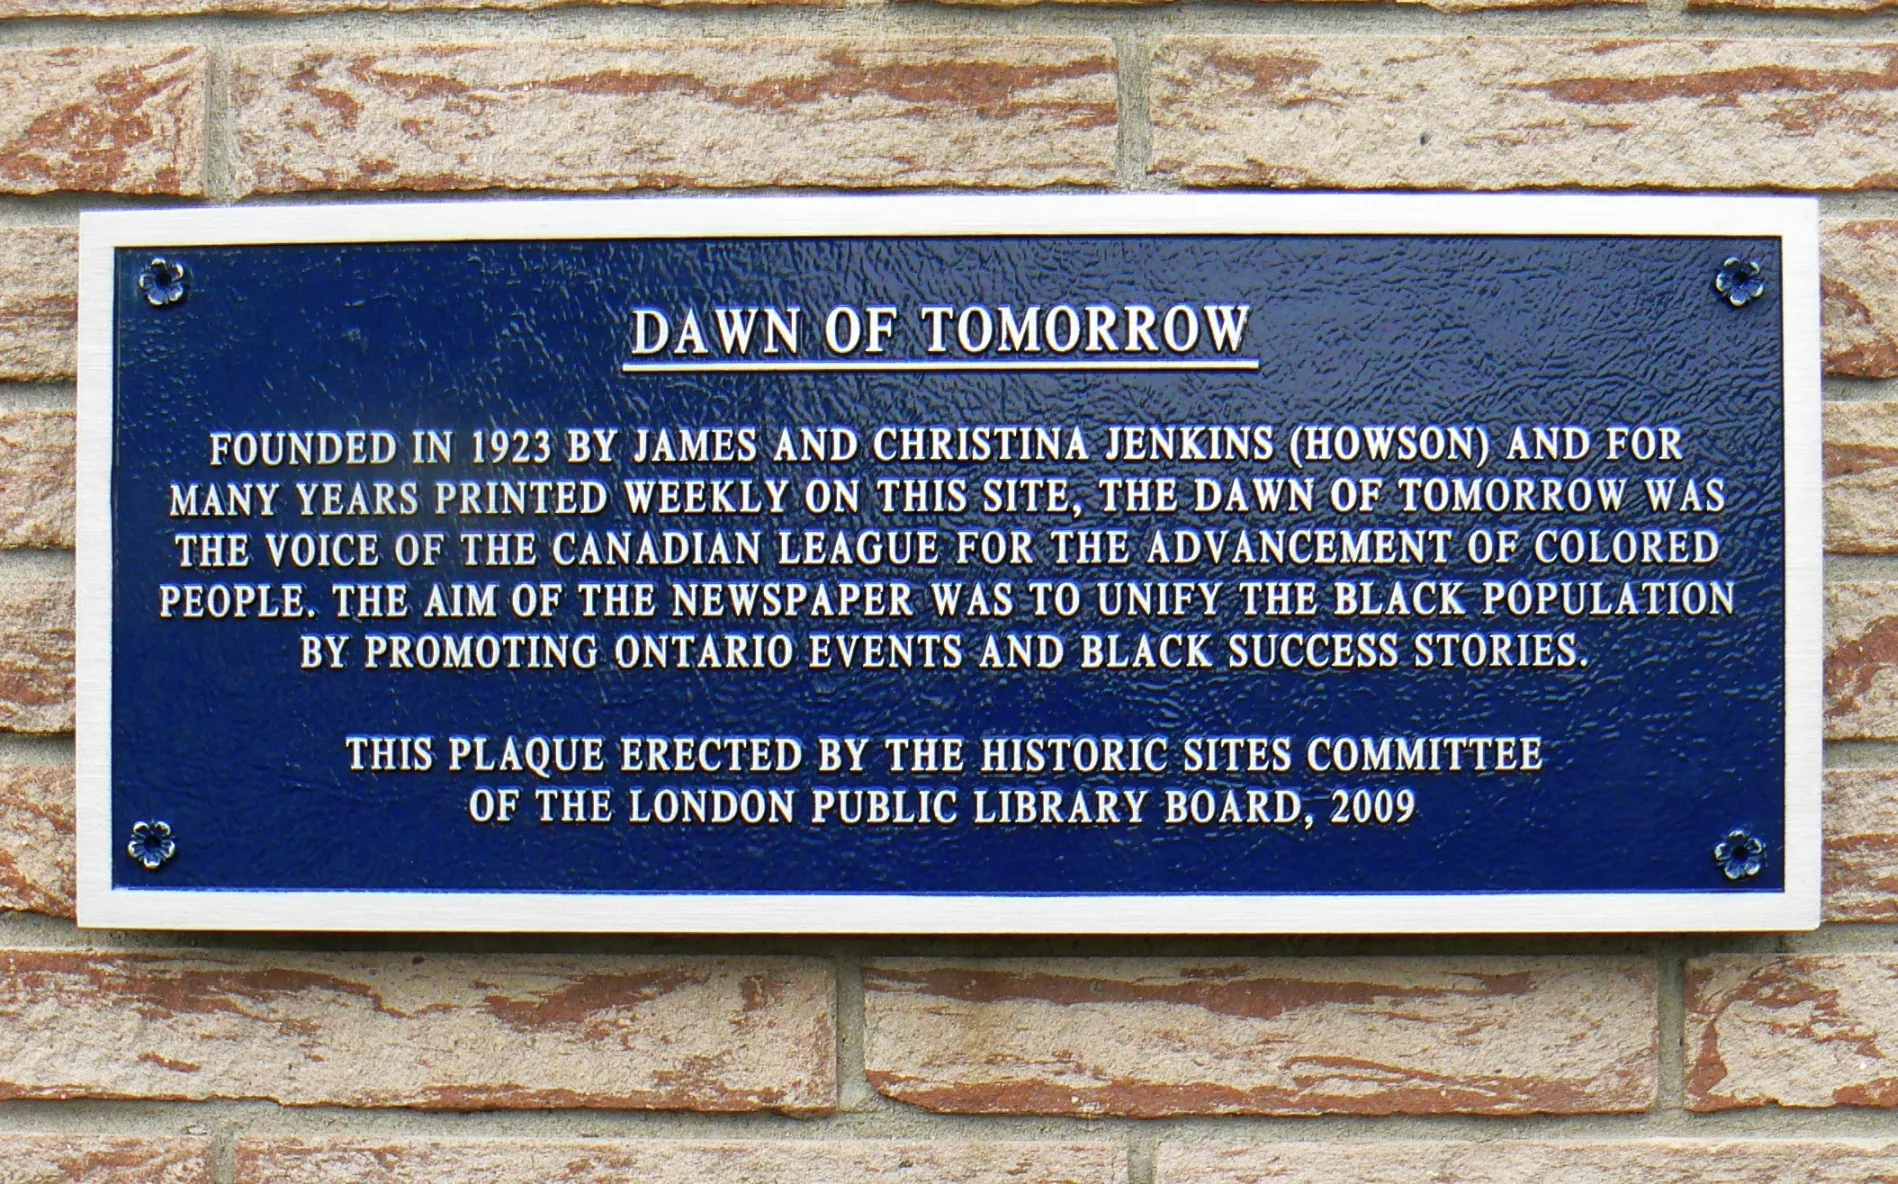 DAWN OF TOMORROW
FOUNDED IN 1923 BY JAMES AND CHRISTINA JENKINS (HOWSON) AND FOR
MANY YEARS PRINTED WEEKLY ON THIS SITE, THE DAWN OF TOMORROW WAS
THE VOICE OF THE CANADIAN LEAGUE FOR THE ADVANCEMENT OF COLORED
PEOPLE. THE AIM OF THE NEWSPAPER WAS TO UNIFY THE BLACK POPULATION
BY PROMOTING ONTARIO EVENTS AND BLACK SUCCESS STORIES.
THIS PLAQUE ERECTED BY THE HISTORIC SITES COMMITTEE
OF THE LONDON PUBLIC LIBRARY BOARD, 2009